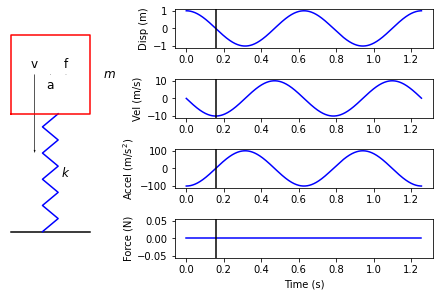 v f
a
m
k
Disp (m)
1
0
−1
0.0 0.2 0.4 0.6 0.8 1.0 1.2
Vel (m/s)
10
0
−10
0.0 0.2 0.4 0.6 0.8 1.0 1.2
Accel (m/s²)
100
0
−100
0.0 0.2 0.4 0.6 0.8 1.0 1.2
Force (N)
0.05
0.00
−0.05
0.0 0.2 0.4 0.6 0.8 1.0 1.2
Time (s)